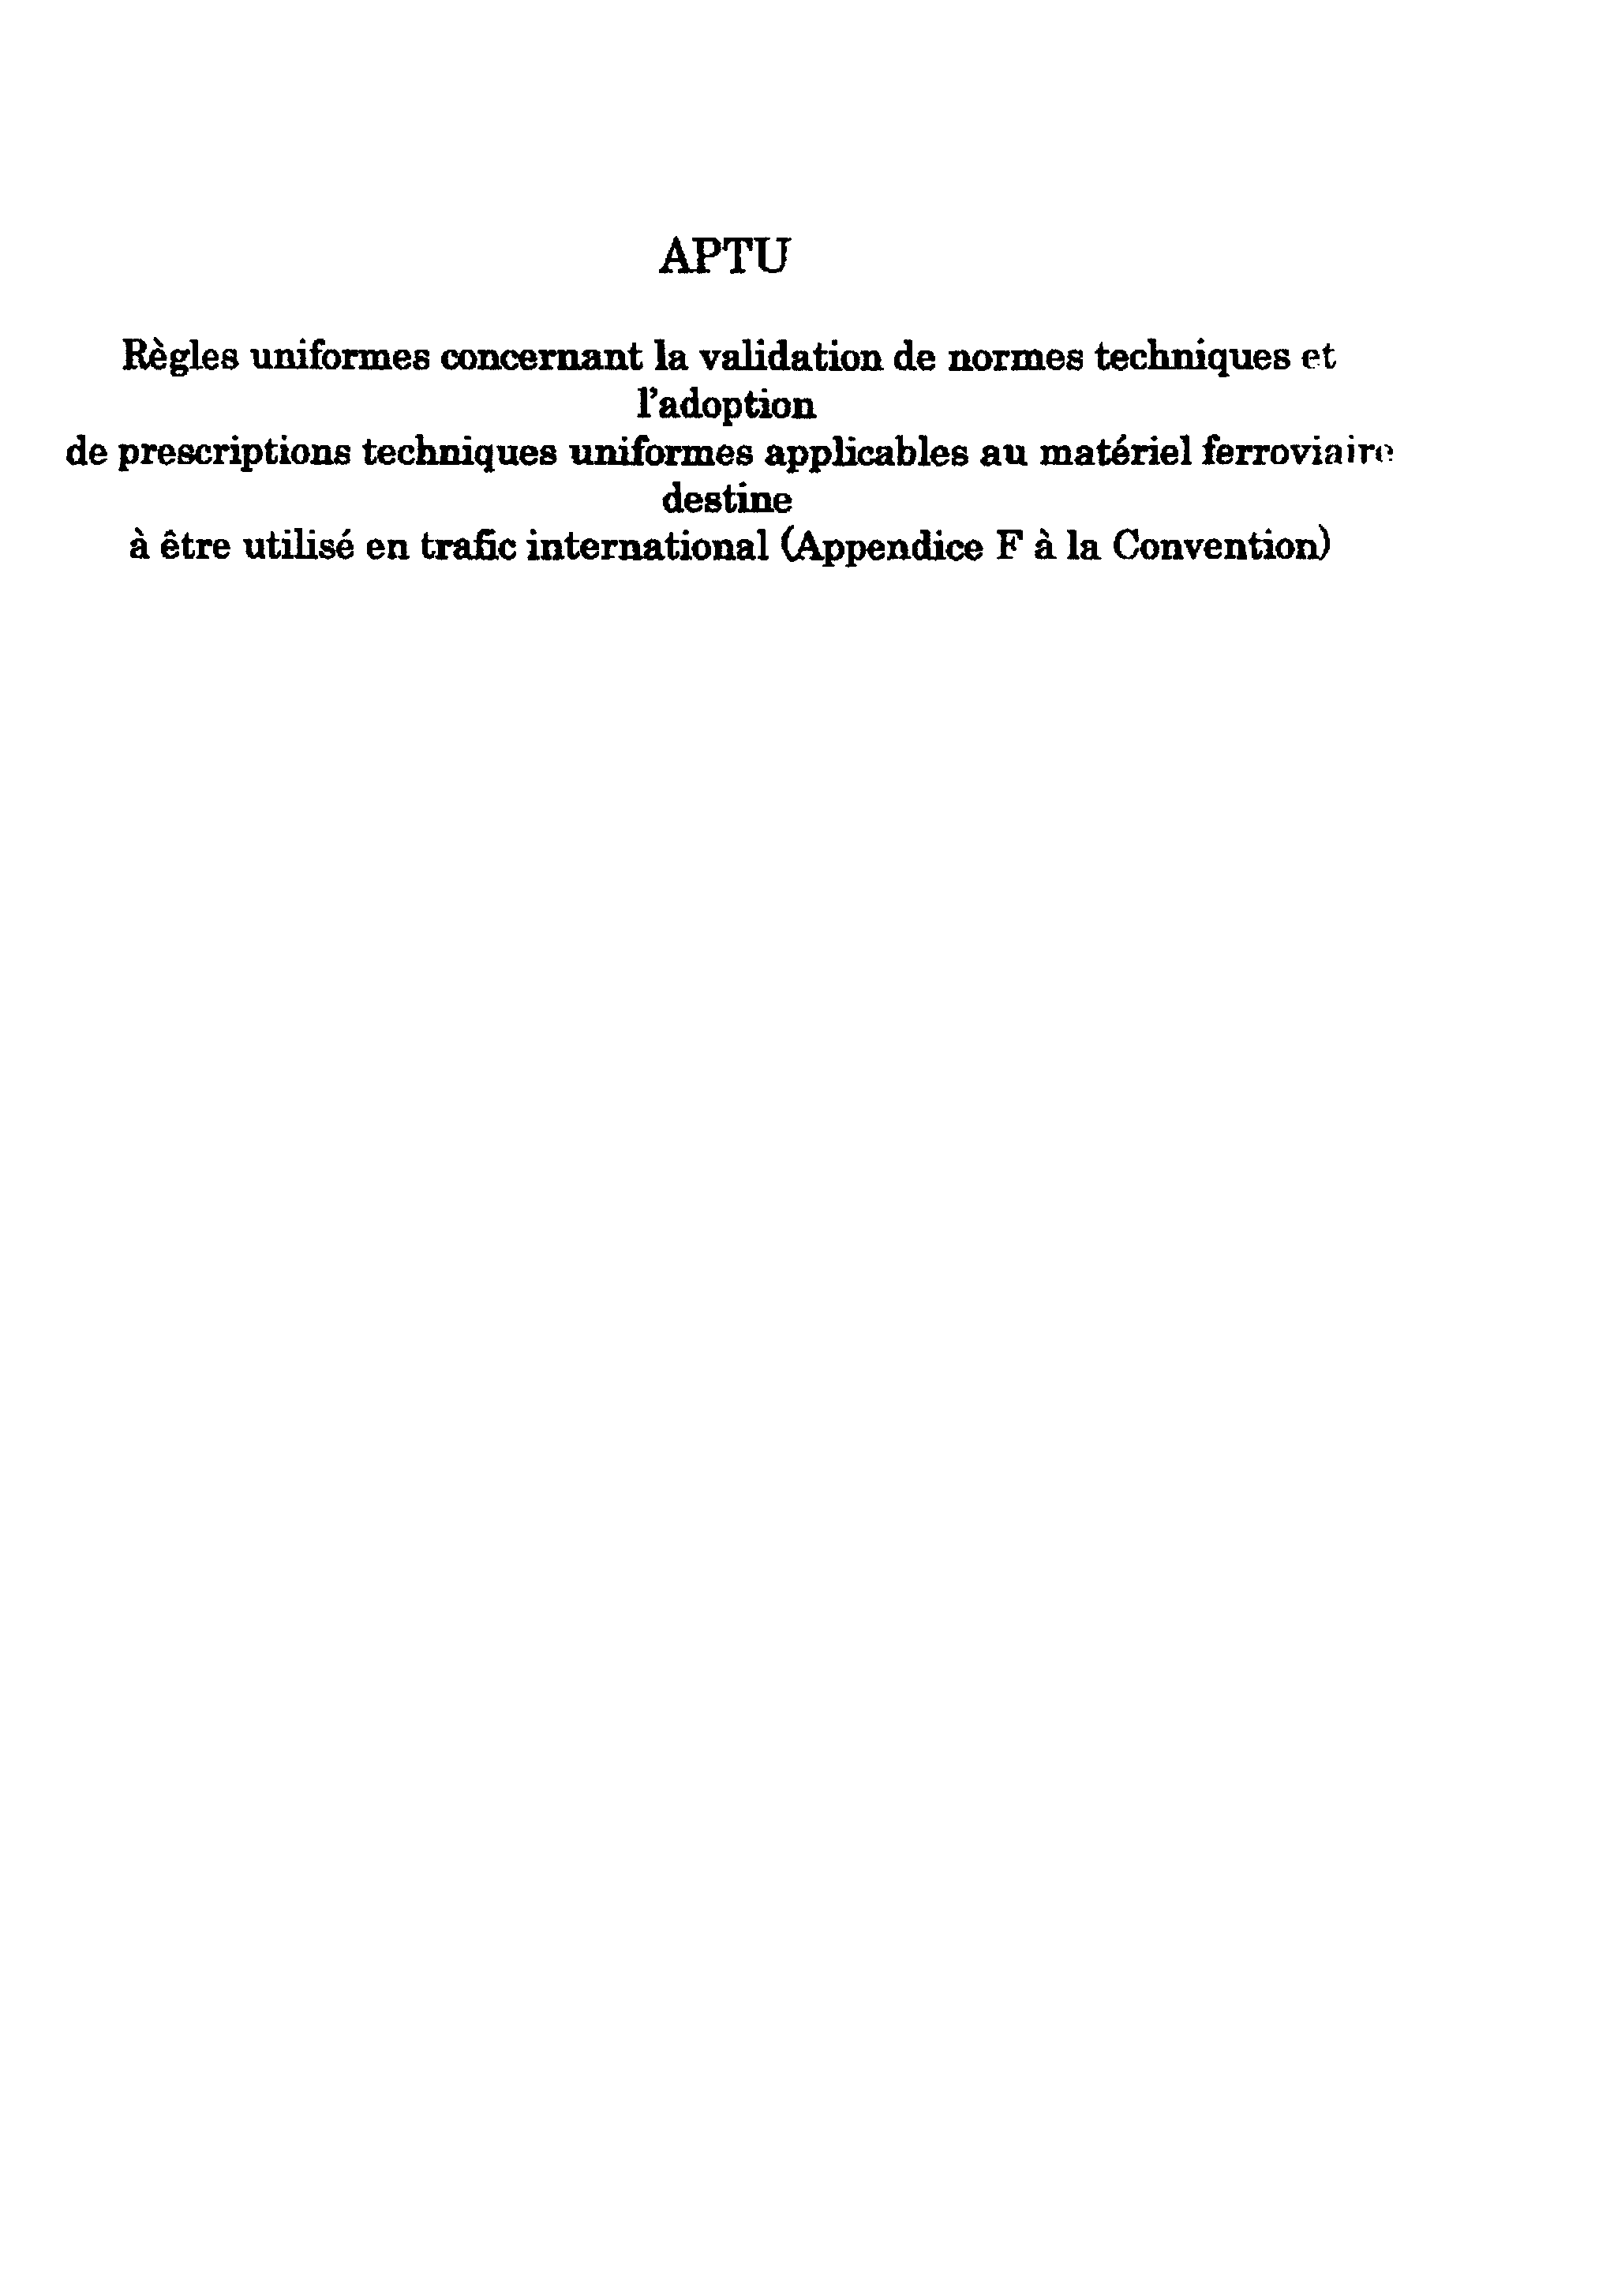 APTU
Règles uniformes concernant la validation de normes techniques et
l'adoption
de prescriptions techniques uniformes applicables au matériel ferroviaire
destine
à être utilisé en trafic international (Appendice F à la Convention)